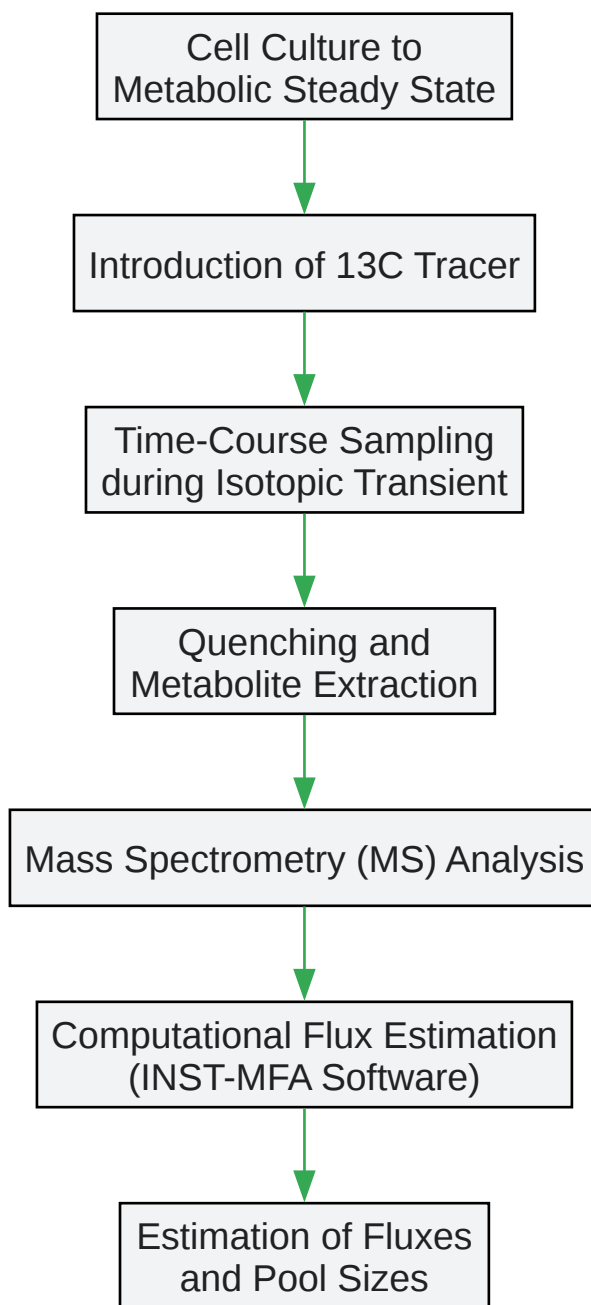 Cell Culture to
Metabolic Steady State
Introduction of 13C Tracer
Time-Course Sampling
during Isotopic Transient
Quenching and
Metabolite Extraction
Mass Spectrometry (MS) Analysis
Computational Flux Estimation
(INST-MFA Software)
Estimation of Fluxes
and Pool Sizes